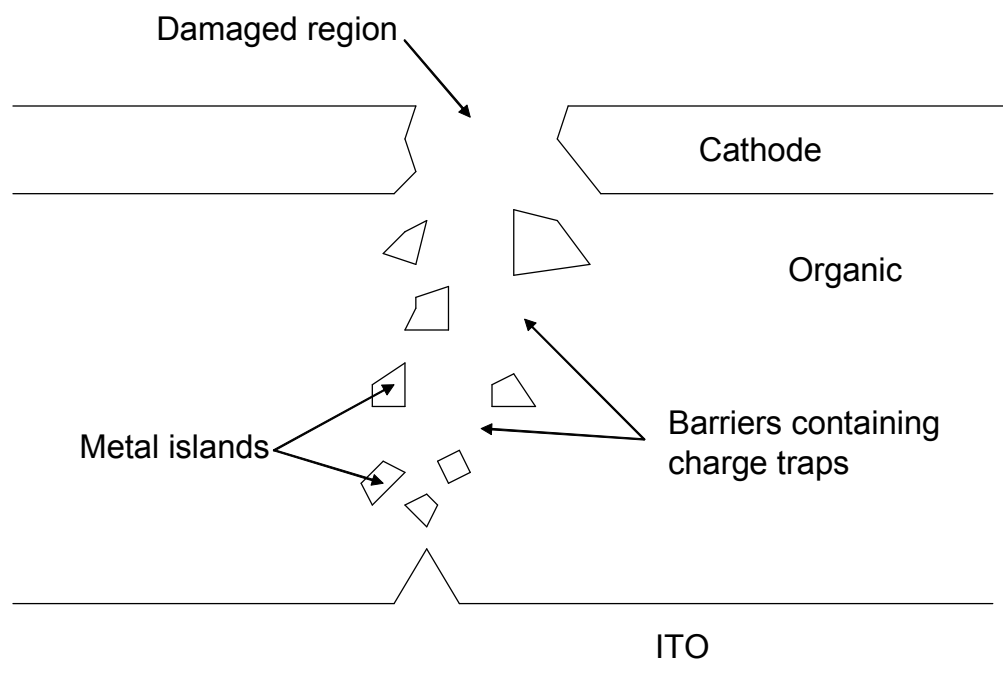 Damaged region
Cathode
Organic
Metal islands
Barriers containing
charge traps
ITO